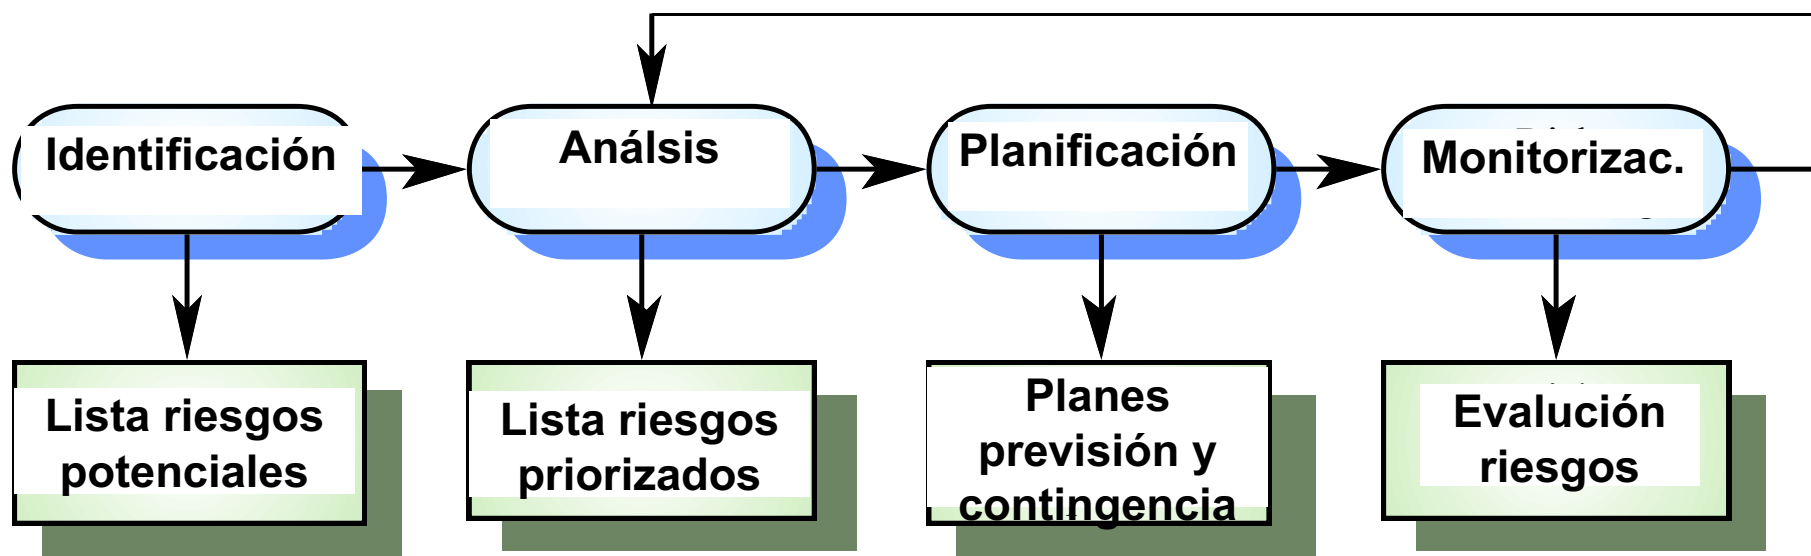 Identificación
Análsis
Planificación
Monitorizac.
Lista riesgos
potenciales
Lista riesgos
priorizados
Planes
previsión y
contingencia
Evalución
riesgos